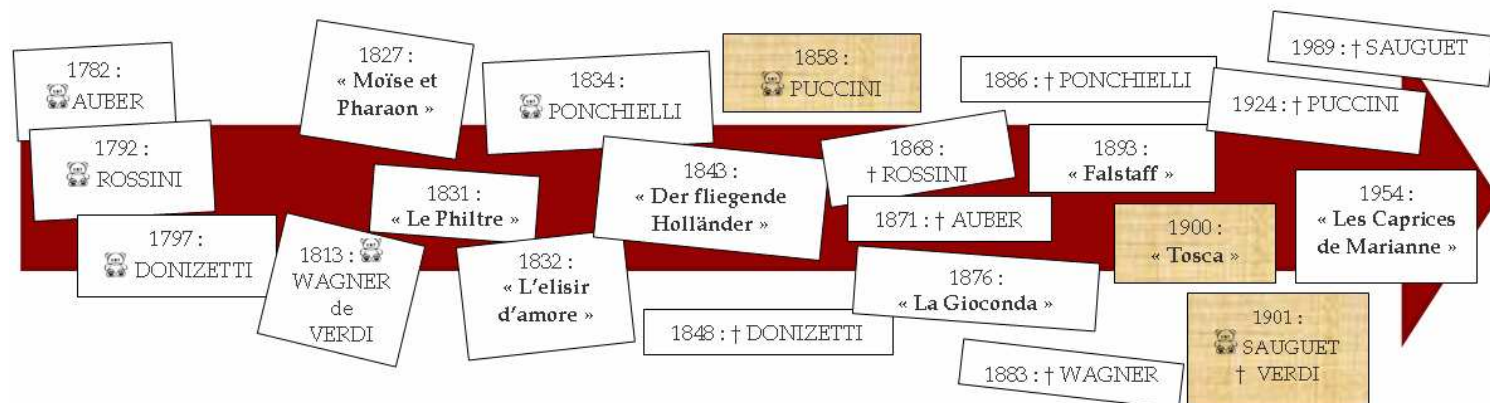 1782 :
AUBER
1792 :
ROSSINI
1797 :
DONIZETTI
1813 :
WAGNER
de
VERDI
1827 :
« Moïse et
Pharaon »
1831 :
« Le Philtre »
1832 :
« L'elisir
d'amore »
1834 :
PONCHIELLI
1843 :
« Der fliegende
Holländer »
1848 : † DONIZETTI
1858 :
PUCCINI
1868 :
† ROSSINI
1871 : † AUBER
1876 :
« La Gioconda »
1883 : † WAGNER
1886 : † PONCHIELLI
1893 :
« Falstaff »
1900 :
« Tosca »
1901 :
SAUGUET
† VERDI
1924 : † PUCCINI
1954 :
« Les Caprices
de Marianne »
1989 : † SAUGUET